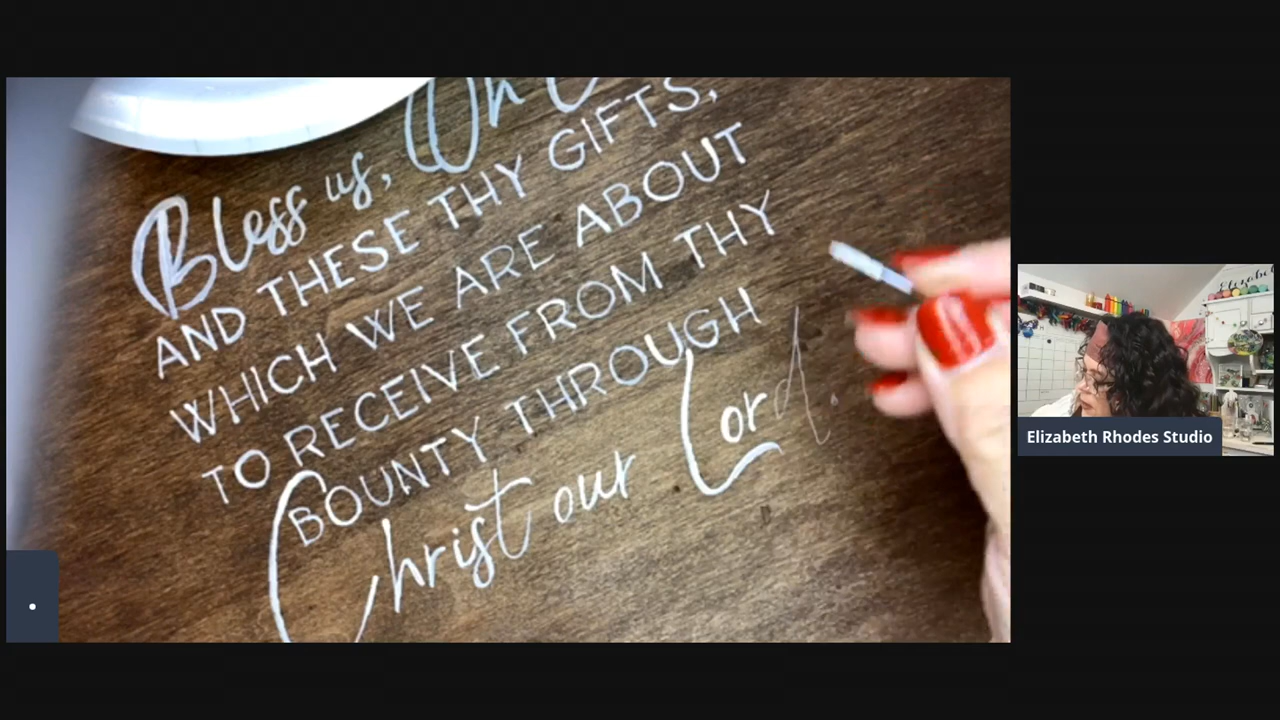 Bless us, Oh
AND THESE THY GIFTS,
WHICH WE ARE ABOUT
TO RECEIVE FROM THY
BOUNTY THROUGH
Christ our Lord.
Elizabeth Rhodes Studio